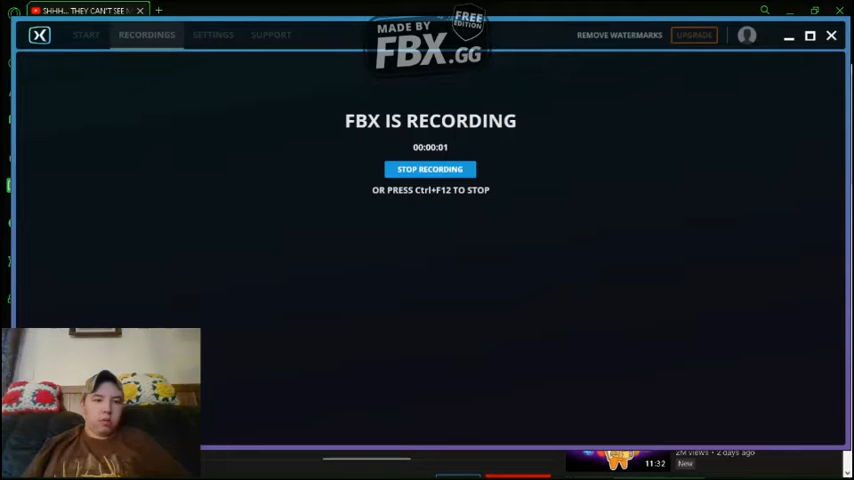 SHHH... THEY CAN'T SEE
START
RECORDINGS
SETTINGS
SUPPORT
MADE BY
FBX.GG
FREE
EDITION
REMOVE WATERMARKS
UPGRADE
FBX IS RECORDING
00:00:01
STOP RECORDING
OR PRESS Ctrl+F12 TO STOP
2M views • 2 days ago
11:32
New